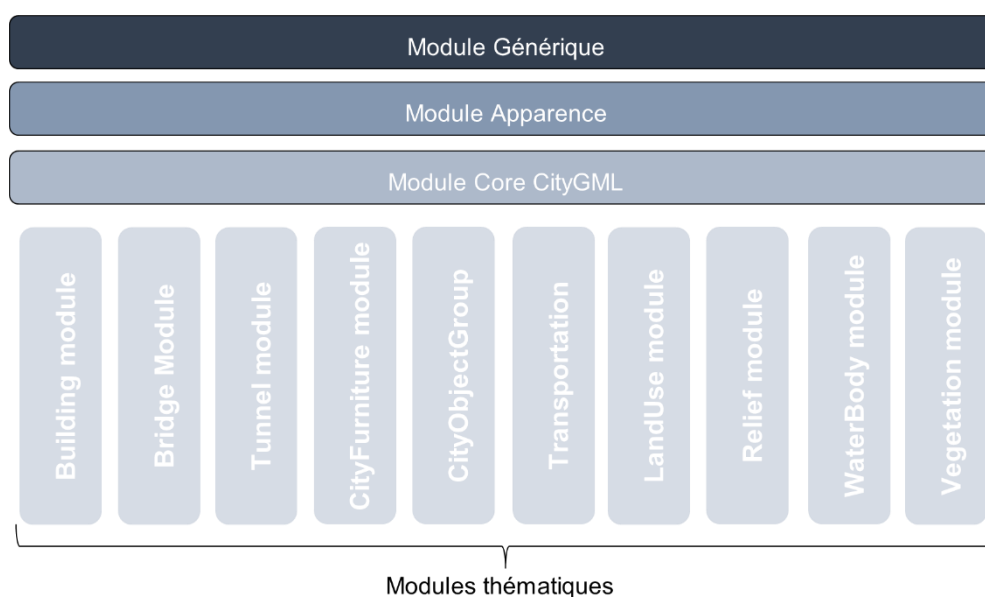 Module Générique
Module Apparence
Module Core CityGML
Building module
Bridge Module
Tunnel module
CityFurniture module
CityObjectGroup
Transportation
LandUse module
Relief module
WaterBody module
Vegetation module
Modules thématiques